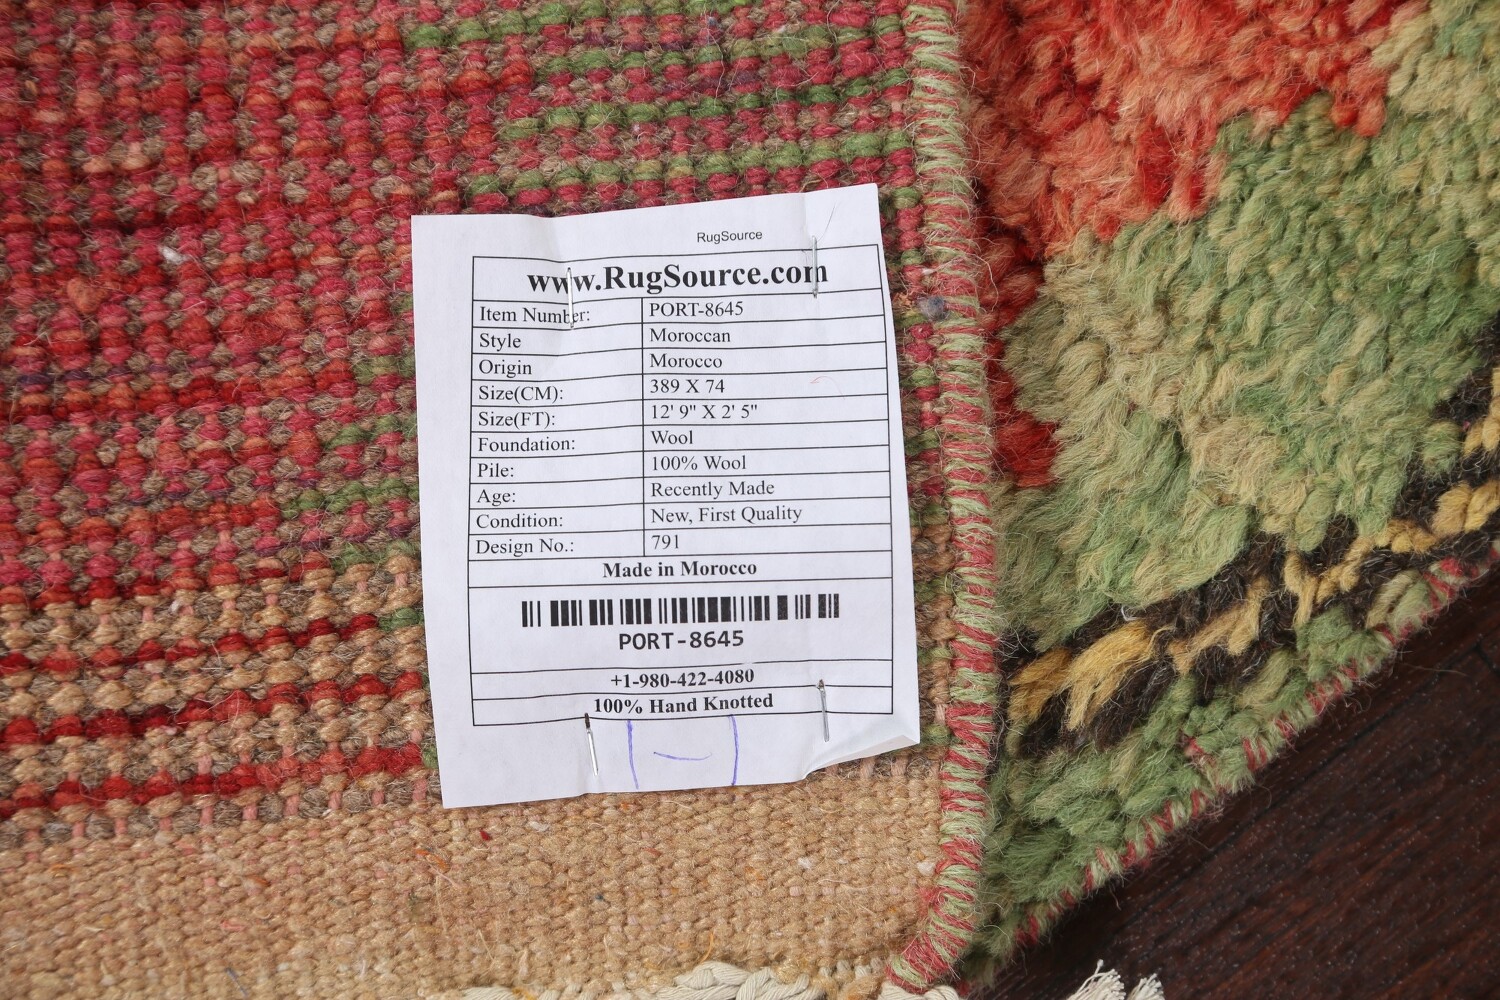 RugSource
www.RugSource.com
Item Number: PORT-8645
Style Moroccan
Origin Morocco
Size(CM): 389 X 74
Size(FT): 12' 9" X 2' 5"
Foundation: Wool
Pile: 100% Wool
Age: Recently Made
Condition: New, First Quality
Design No.: 791
Made in Morocco
PORT-8645
+1-980-422-4080
100% Hand Knotted